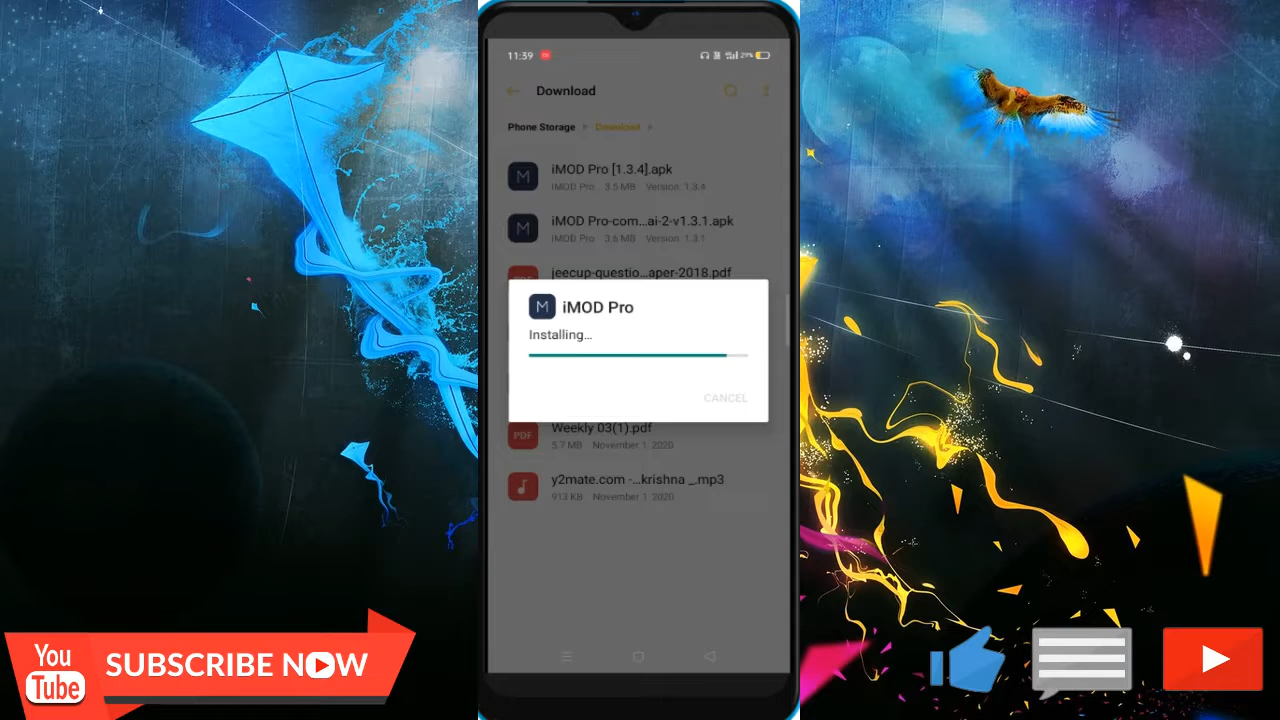 11:39
29%
Download
Phone Storage
Download
iMOD Pro [1.3.4].apk
iMOD Pro 3.5 MB Version: 1.3.4
iMOD Pro-com...ai-2-v1.3.1.apk
iMOD Pro 3.6 MB Version: 1.3.1
jeecup-questio...aper-2018.pdf
iMOD Pro
Installing...
CANCEL
PDF
Weekly 03(1).pdf
5.7 MB November 1, 2020
y2mate.com -...krishna _.mp3
913 KB November 1, 2020
You
Tube
SUBSCRIBE NOW